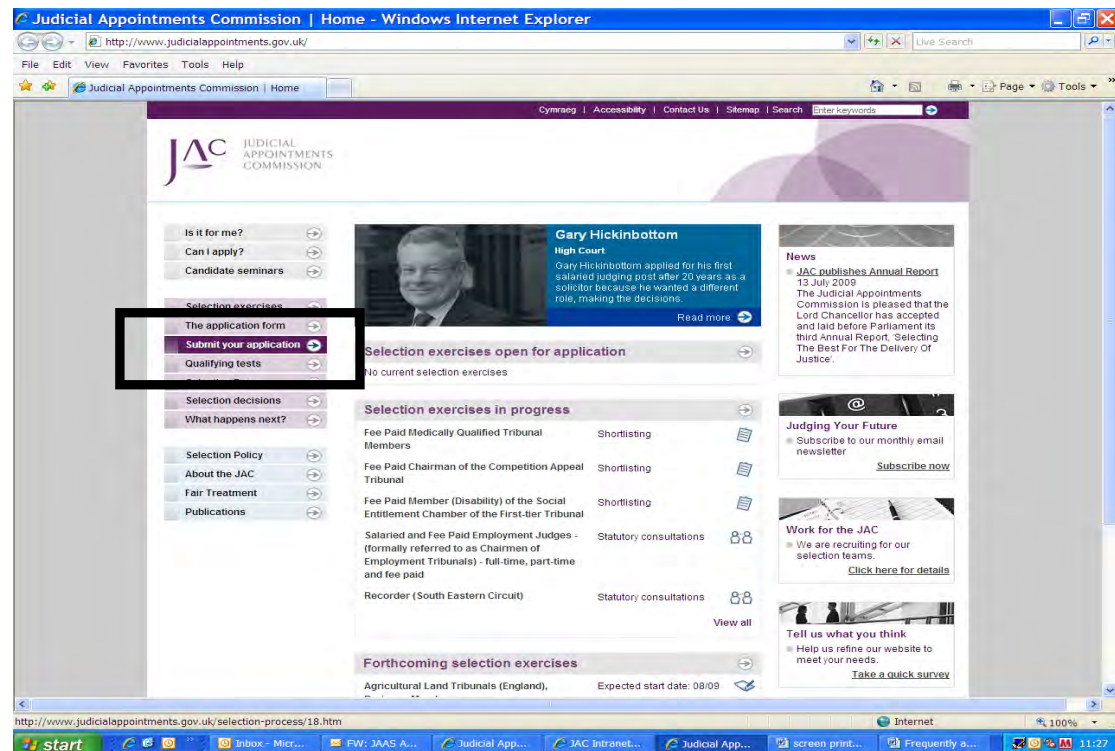 Judicial Appointments Commission | Home - Windows Internet Explorer
http://www.judicialappointments.gov.uk/
Live Search
File Edit View Favorites Tools Help
Judicial Appointments Commission | Home
Page Tools
Cymraeg | Accessibility | Contact Us | Sitemap | Search Enter keywords
JAC JUDICIAL
APPOINTMENTS
COMMISSION
Is it for me?
Can I apply?
Candidate seminars
Selection exercises
The application form
Submit your application
Qualifying tests
Selection decisions
What happens next?
Selection Policy
About the JAC
Fair Treatment
Publications
Gary Hickinbottom
High Court
Gary Hickinbottom applied for his first
salaried judging post after 20 years as a
solicitor because he wanted a different
role, making the decisions.
Read more
Selection exercises open for application
No current selection exercises
Selection exercises in progress
Fee Paid Medically Qualified Tribunal
Members
Shortlisting
Fee Paid Chairman of the Competition Appeal
Tribunal
Shortlisting
Fee Paid Member (Disability) of the Social
Entitlement Chamber of the First-tier Tribunal
Shortlisting
Salaried and Fee Paid Employment Judges -
(formally referred to as Chairmen of
Employment Tribunals) - full-time, part-time
and fee paid
Statutory consultations
Recorder (South Eastern Circuit)
Statutory consultations
View all
Forthcoming selection exercises
Agricultural Land Tribunals (England),
Expected start date: 08/09
News
JAC publishes Annual Report
13 July 2009
The Judicial Appointments
Commission is pleased that the
Lord Chancellor has accepted
and laid before Parliament its
third Annual Report, 'Selecting
The Best For The Delivery Of
Justice'.
Judging Your Future
Subscribe to our monthly email
newsletter
Subscribe now
Work for the JAC
We are recruiting for our
selection teams.
Click here for details
Tell us what you think
Help us refine our website to
meet your needs.
Take a quick survey
http://www.judicialappointments.gov.uk/selection-process/18.htm
Internet
100%
start
Inbox - Micr...
FW: JAAS A...
Judicial App...
JAC Intranet...
Judicial App...
screen print...
Frequently a...
11:27